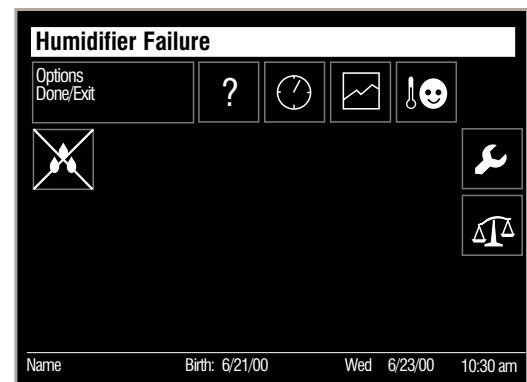 Humidifier Failure
Options
Done/Exit
?
Name Birth: 6/21/00 Wed 6/23/00 10:30 am